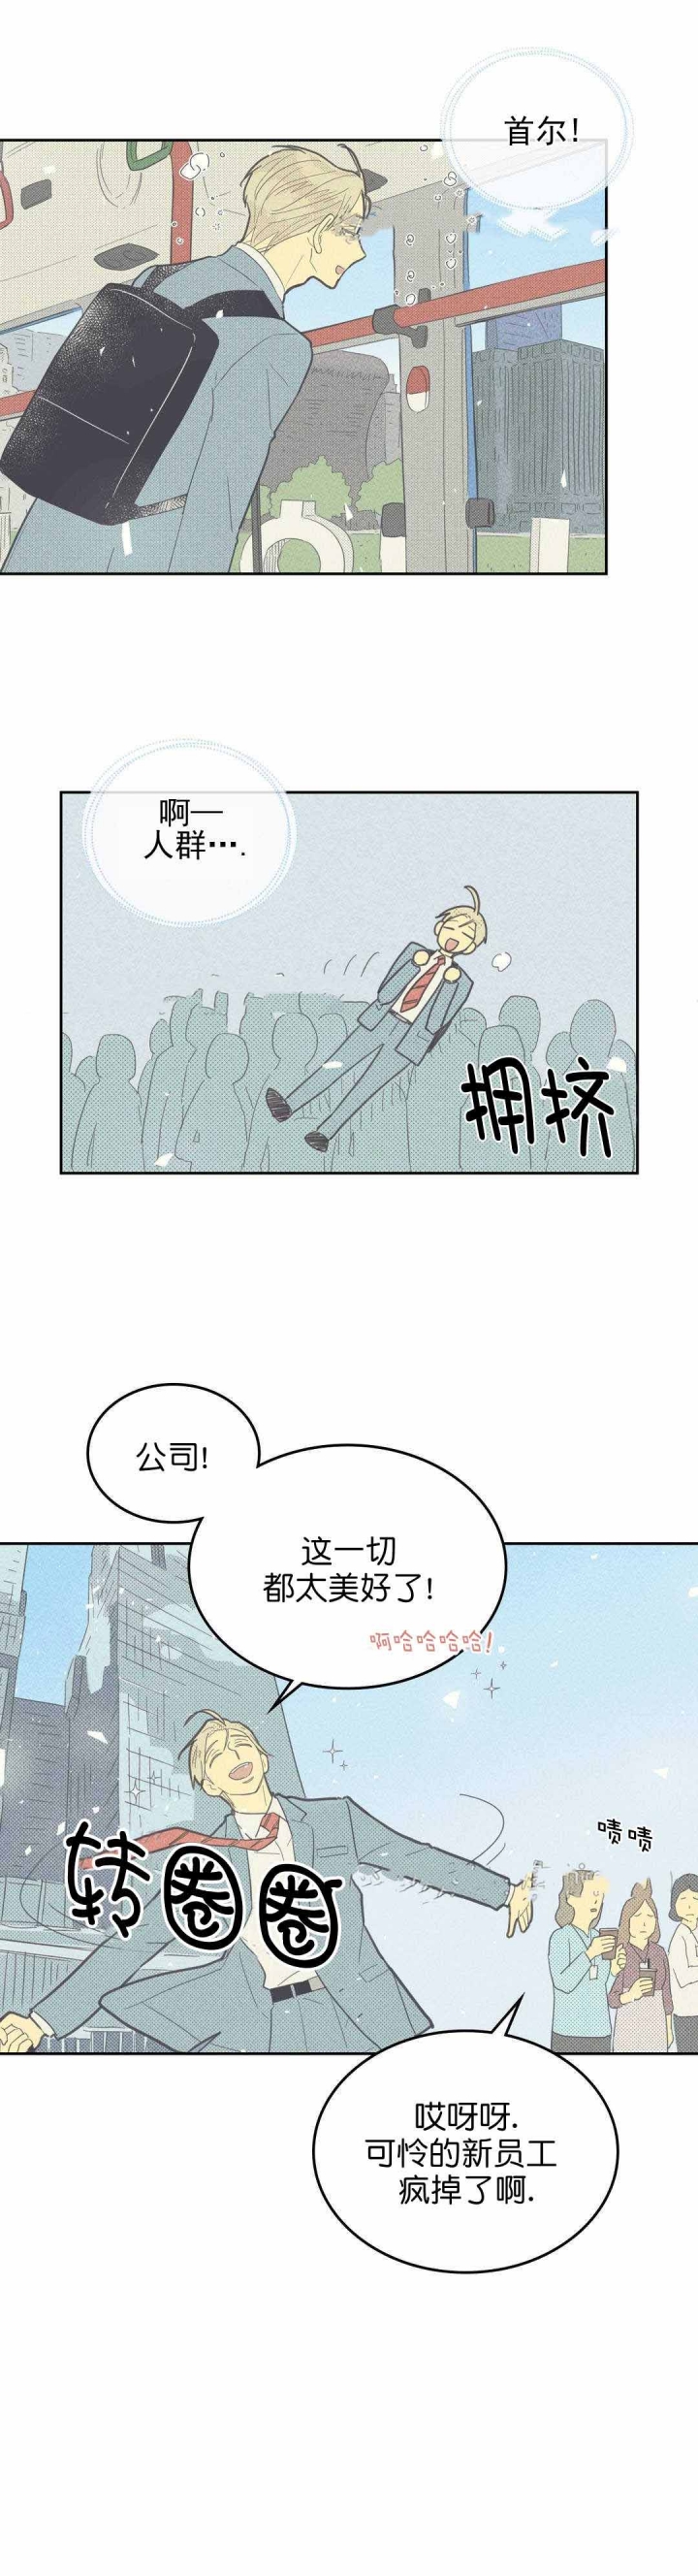 首尔!
啊—
人群….
拥挤
公司!
这一切
都太美好了!
啊哈哈哈哈!
转圈圈
啧啧
哎呀呀.
可怜的新员工
疯掉了啊.